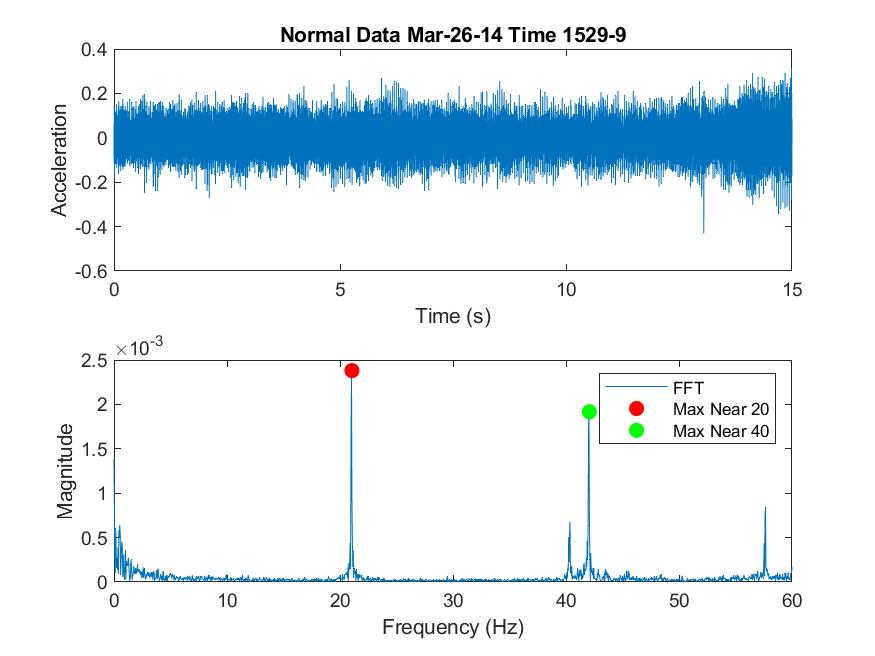 Normal Data Mar-26-14 Time 1529-9
0.4
0.2
0
-0.2
-0.4
-0.6
Acceleration
0 5 10 15
Time (s)
×10-3
2.5
2
1.5
1
0.5
0
Magnitude
FFT
Max Near 20
Max Near 40
0 10 20 30 40 50 60
Frequency (Hz)